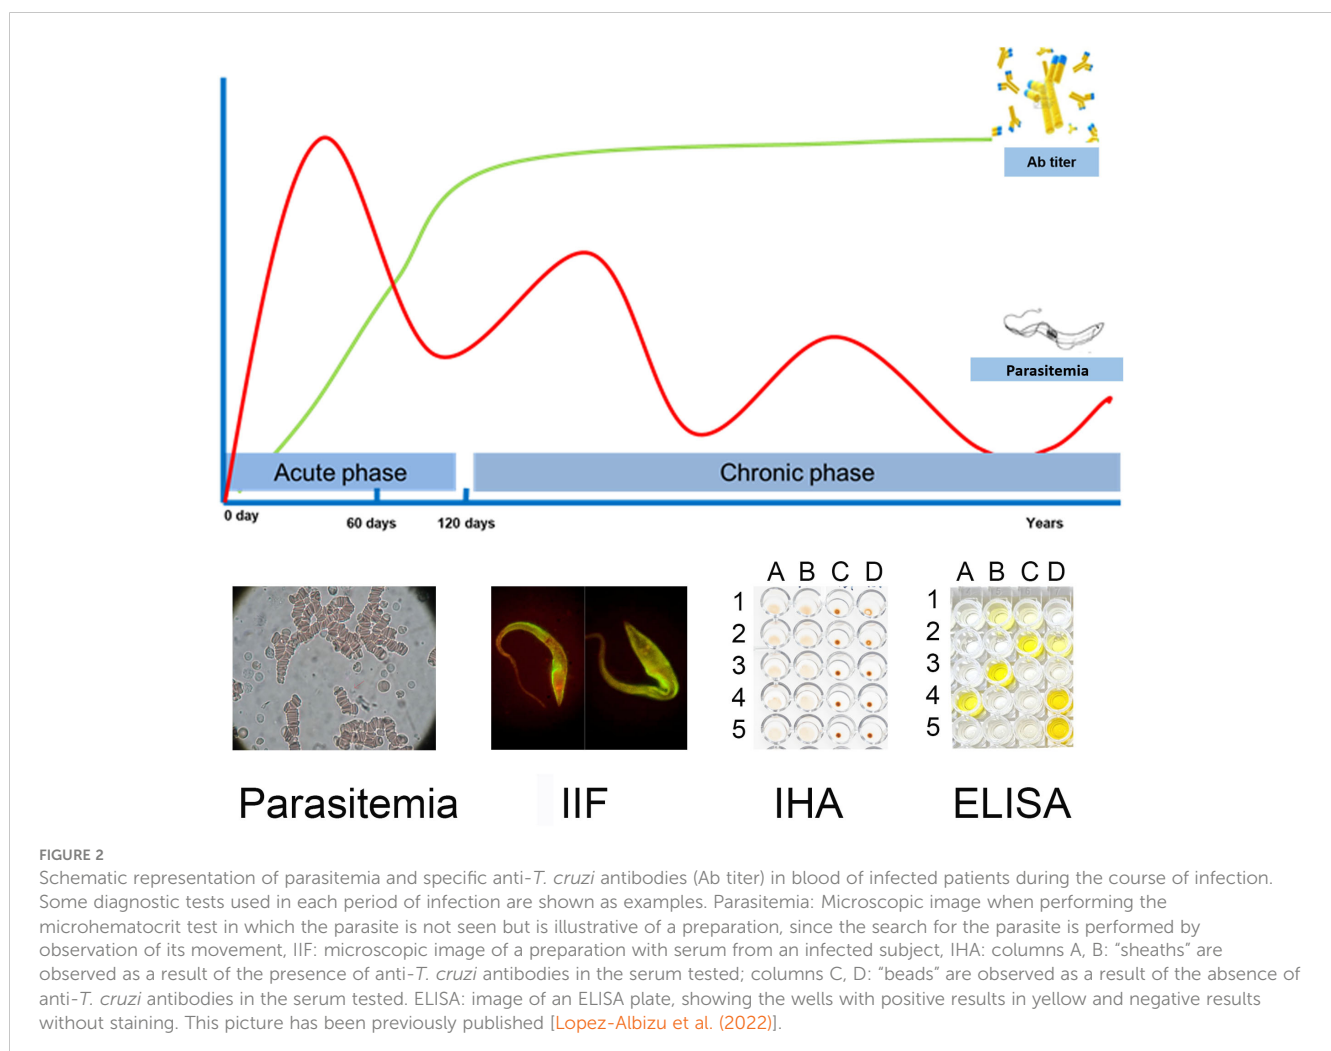 Ab titer
Parasitemia
Acute phase
Chronic phase
0 day
60 days
120 days
Years
A B C D
1
2
3
4
5
A B C D
1
2
3
4
5
Parasitemia
IIF
IHA
ELISA
FIGURE 2
Schematic representation of parasitemia and specific anti-T. cruzi antibodies (Ab titer) in blood of infected patients during the course of infection.
Some diagnostic tests used in each period of infection are shown as examples. Parasitemia: Microscopic image when performing the
microhematocrit test in which the parasite is not seen but is illustrative of a preparation, since the search for the parasite is performed by
observation of its movement, IIF: microscopic image of a preparation with serum from an infected subject, IHA: columns A, B: “sheaths” are
observed as a result of the presence of anti-T. cruzi antibodies in the serum tested; columns C, D: “beads” are observed as a result of the absence of
anti-T. cruzi antibodies in the serum tested. ELISA: image of an ELISA plate, showing the wells with positive results in yellow and negative results
without staining. This picture has been previously published [Lopez-Albizu et al. (2022)].